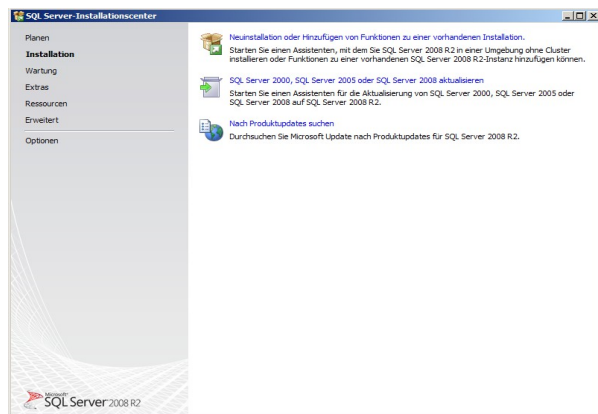 SQL Server-Installationscenter
Planen
Installation
Wartung
Extras
Ressourcen
Erweitert
Optionen
Neuinstallation oder Hinzufügen von Funktionen zu einer vorhandenen Installation.
Starten Sie einen Assistenten, mit dem Sie SQL Server 2008 R2 in einer Umgebung ohne Cluster
installieren oder Funktionen zu einer vorhandenen SQL Server 2008 R2-Instanz hinzufügen können.
SQL Server 2000, SQL Server 2005 oder SQL Server 2008 aktualisieren
Starten Sie einen Assistenten für die Aktualisierung von SQL Server 2000, SQL Server 2005 oder
SQL Server 2008 auf SQL Server 2008 R2.
Nach Produktupdates suchen
Durchsuchen Sie Microsoft Update nach Produktupdates für SQL Server 2008 R2.
Microsoft
SQL Server 2008 R2